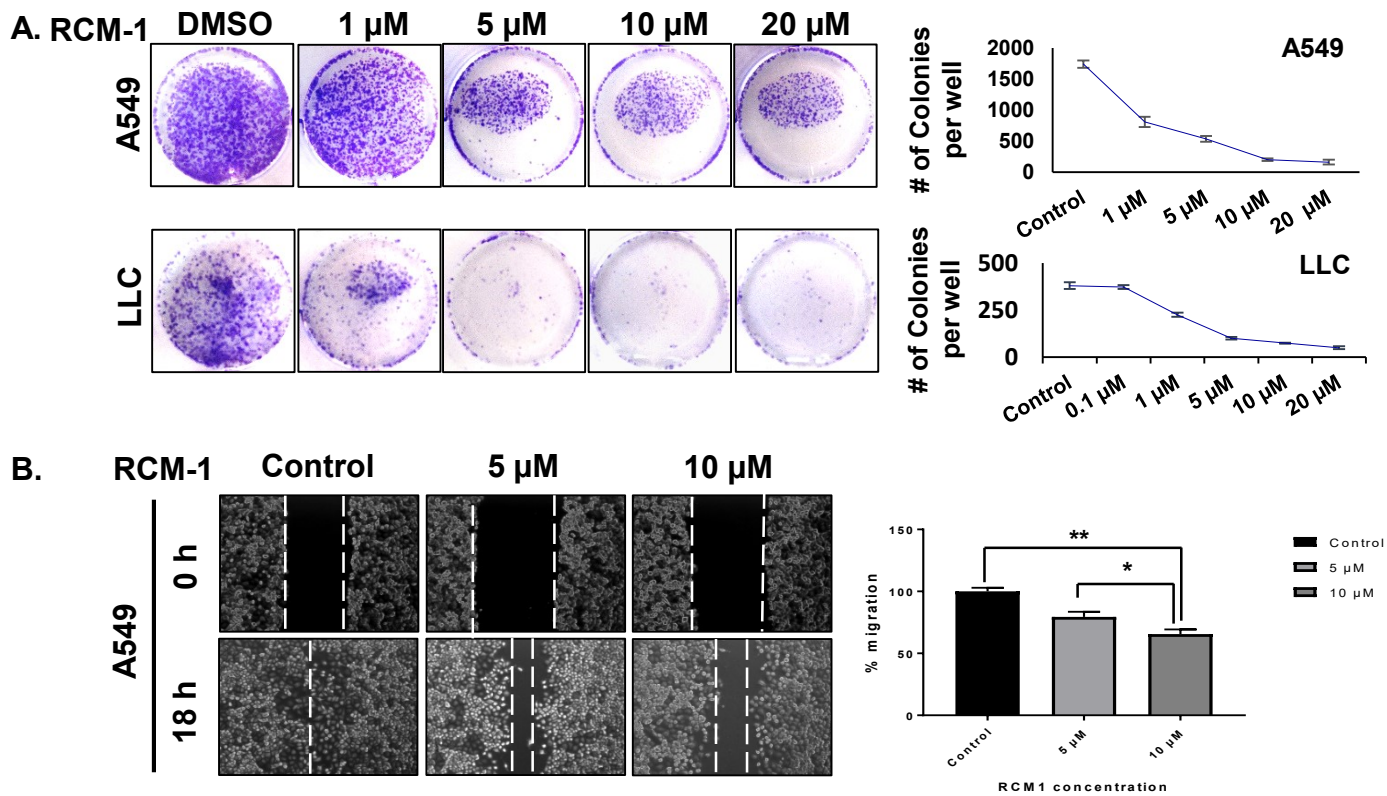 A. RCM-1 DMSO 1 µM 5 µM 10 µM 20 µM
A549
LLC
A549
# of Colonies
per well
2000
1500
1000
500
0
Control 1 µM 5 µM 10 µM 20 µM
LLC
# of Colonies
per well
500
250
0
Control 0.1 µM 1 µM 5 µM 10 µM 20 µM
B. RCM-1 Control 5 µM 10 µM
A549
0 h
18 h
% migration
150
100
50
0
**
*
Control 5 µM 10 µM
RCM1 concentration
Control
5 µM
10 µM